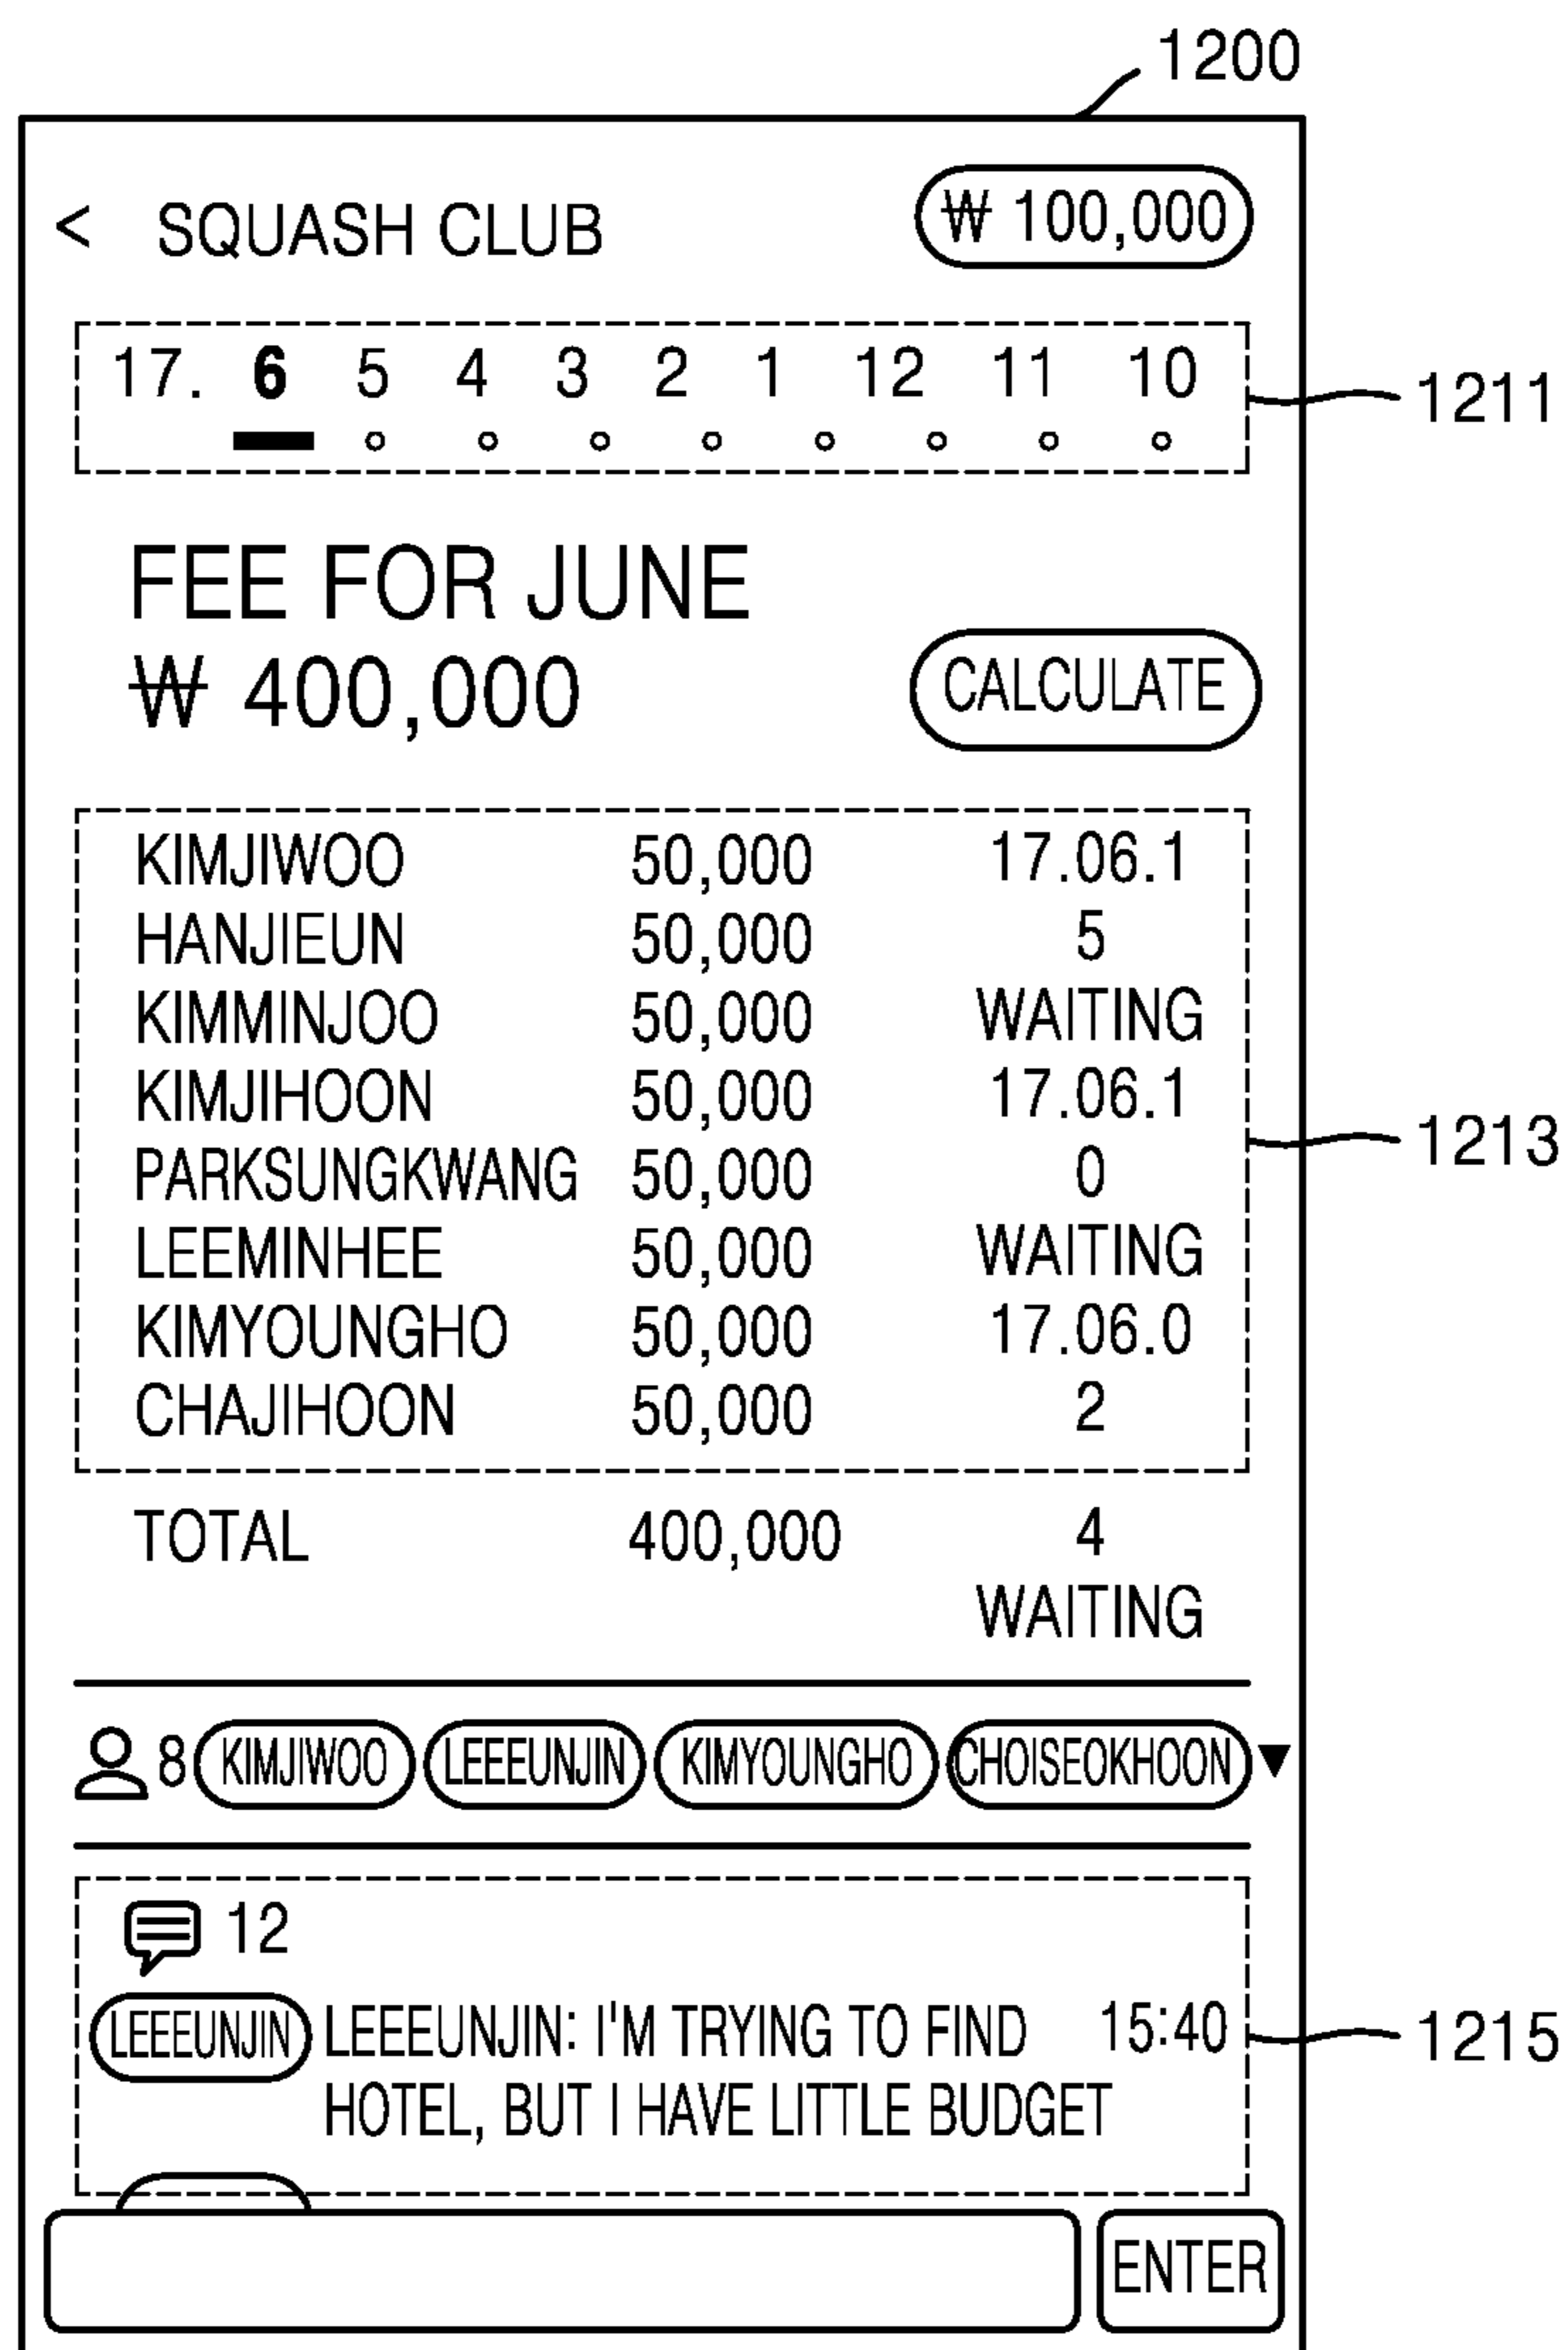 1200
< SQUASH CLUB ₩ 100,000
17. 6 5 4 3 2 1 12 11 10
1211
FEE FOR JUNE
₩ 400,000 CALCULATE
KIMJIWOO 50,000 17.06.1
HANJIEUN 50,000 5
KIMMINJOO 50,000 WAITING
KIMJIHOON 50,000 17.06.1
1213
PARKSUNGKWANG 50,000 0
LEEMINHEE 50,000 WAITING
KIMYOUNGHO 50,000 17.06.0
CHAJIHOON 50,000 2
TOTAL 400,000 4
WAITING
8 KIMJIWOO LEEEUNJIN KIMYOUNGHO CHOISEOKHOON ▼
12
LEEEUNJIN LEEEUNJIN: I'M TRYING TO FIND 15:40
1215
HOTEL, BUT I HAVE LITTLE BUDGET
ENTER